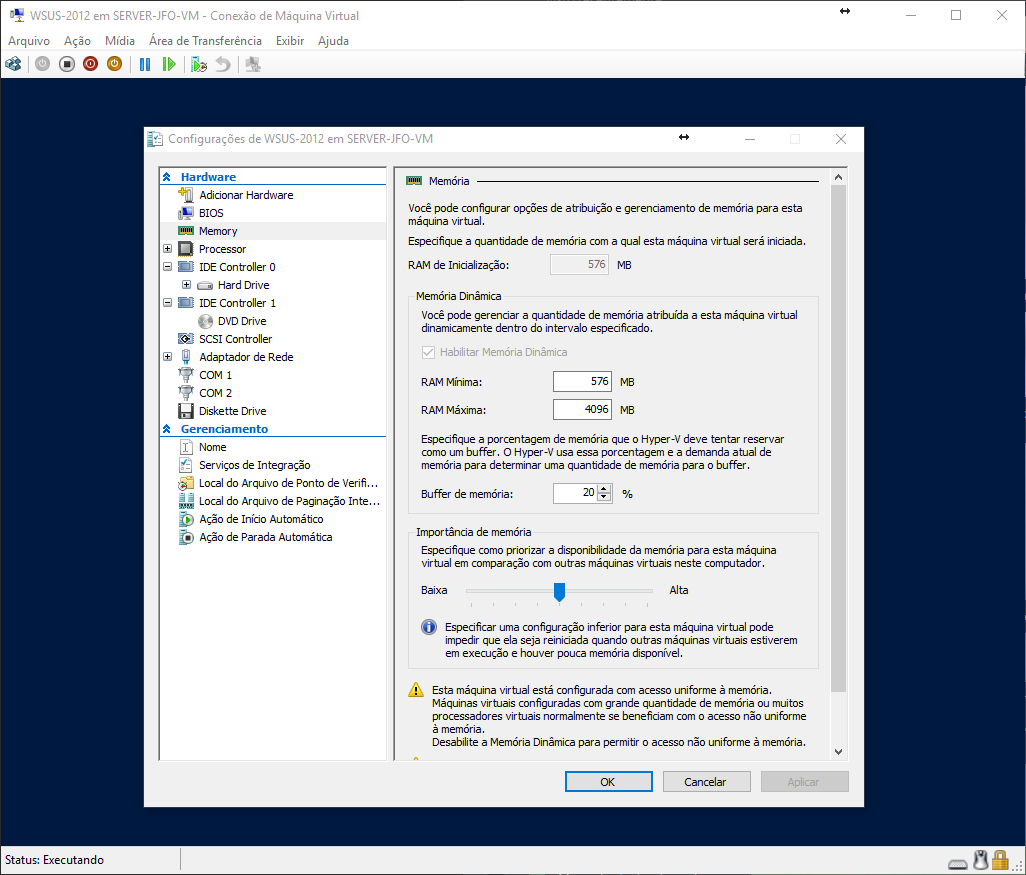 WSUS-2012 em SERVER-JFO-VM - Conexão de Máquina Virtual
Arquivo Ação Mídia Área de Transferência Exibir Ajuda
Configurações de WSUS-2012 em SERVER-JFO-VM
Hardware
Adicionar Hardware
BIOS
Memory
Processor
IDE Controller 0
Hard Drive
IDE Controller 1
DVD Drive
SCSI Controller
Adaptador de Rede
COM 1
COM 2
Diskette Drive
Gerenciamento
Nome
Serviços de Integração
Local do Arquivo de Ponto de Verifi...
Local do Arquivo de Paginação Inte...
Ação de Início Automático
Ação de Parada Automática
Memória
Você pode configurar opções de atribuição e gerenciamento de memória para esta
máquina virtual.
Especifique a quantidade de memória com a qual esta máquina virtual será iniciada.
RAM de Inicialização: 576 MB
Memória Dinâmica
Você pode gerenciar a quantidade de memória atribuída a esta máquina virtual
dinamicamente dentro do intervalo especificado.
Habilitar Memória Dinâmica
RAM Mínima: 576 MB
RAM Máxima: 4096 MB
Especifique a porcentagem de memória que o Hyper-V deve tentar reservar
como um buffer. O Hyper-V usa essa porcentagem e a demanda atual de
memória para determinar uma quantidade de memória para o buffer.
Buffer de memória: 20 %
Importância de memória
Especifique como priorizar a disponibilidade da memória para esta máquina
virtual em comparação com outras máquinas virtuais neste computador.
Baixa Alta
Especificar uma configuração inferior para esta máquina virtual pode
impedir que ela seja reiniciada quando outras máquinas virtuais estiverem
em execução e houver pouca memória disponível.
Esta máquina virtual está configurada com acesso uniforme à memória.
Máquinas virtuais configuradas com grande quantidade de memória ou muitos
processadores virtuais normalmente se beneficiam com o acesso não uniforme
à memória.
Desabilite a Memória Dinâmica para permitir o acesso não uniforme à memória.
OK Cancelar Aplicar
Status: Executando